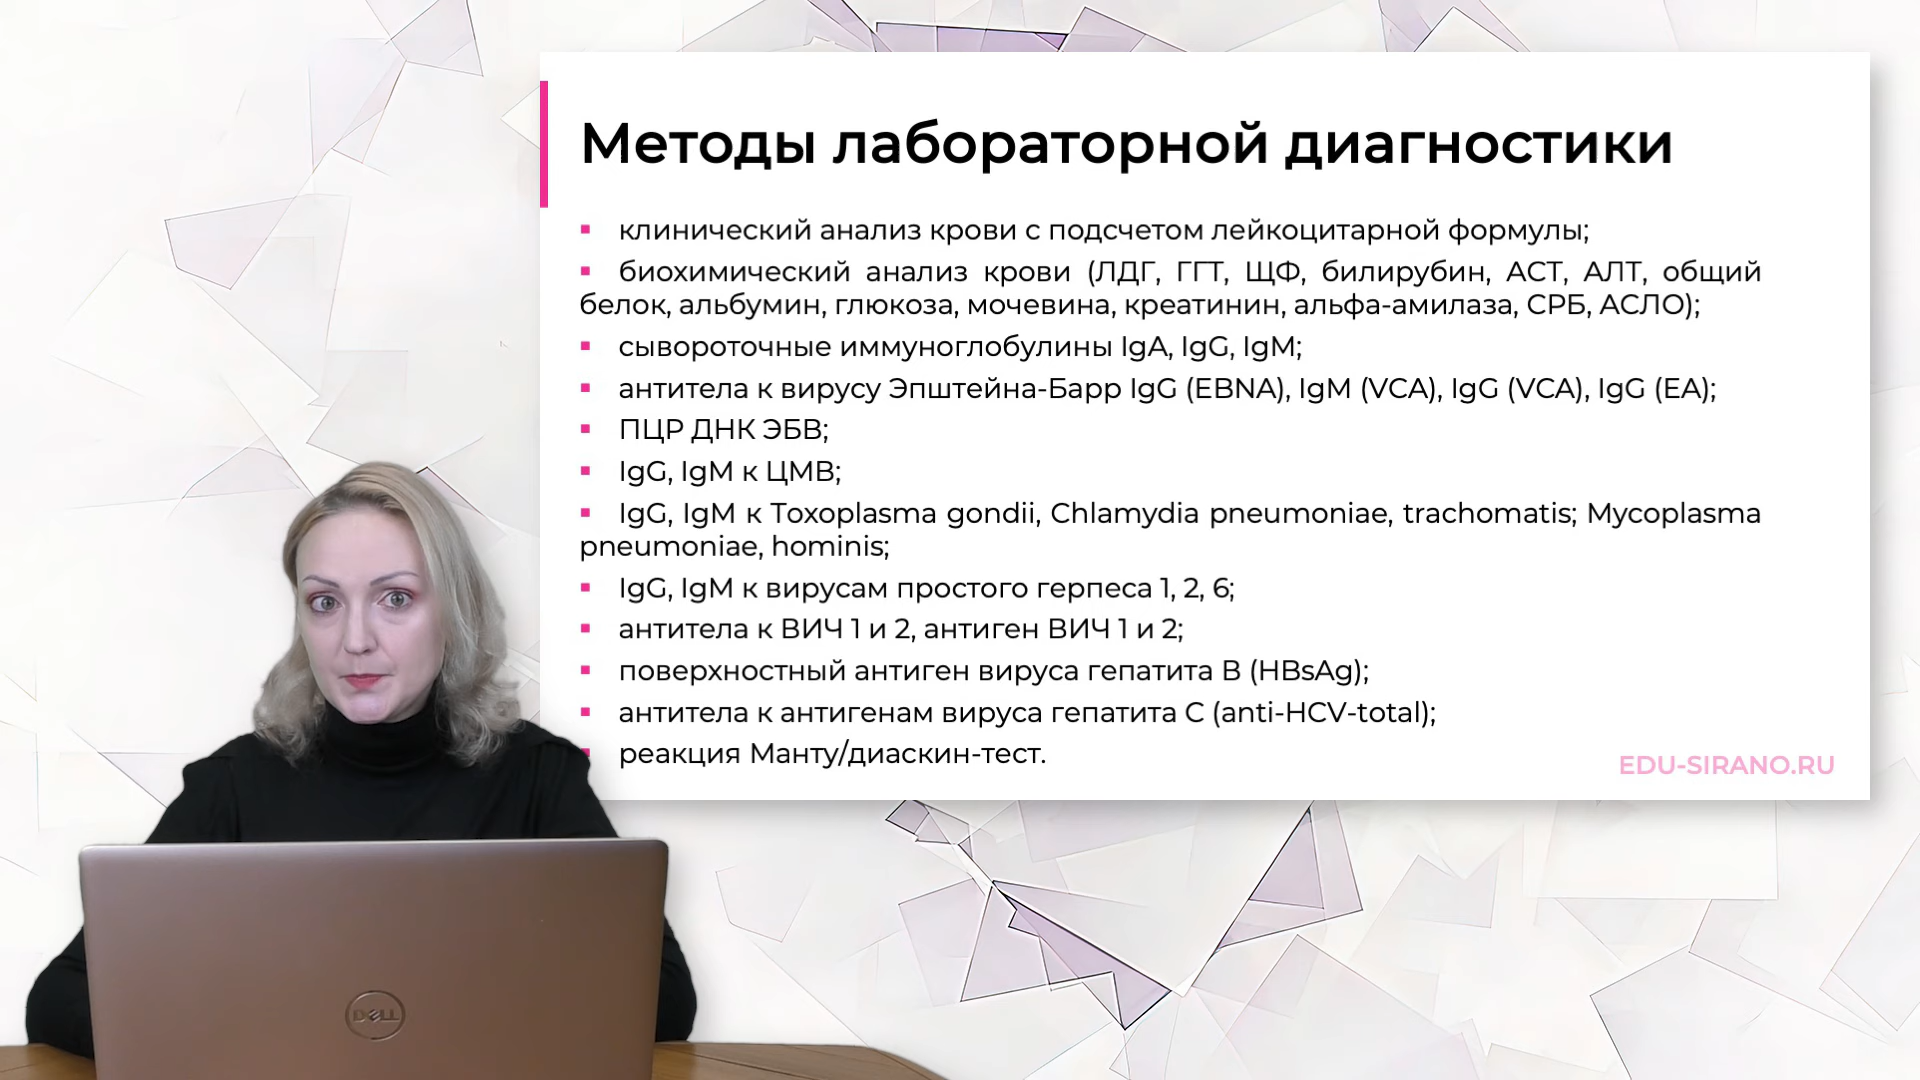 Методы лабораторной диагностики
клинический анализ крови с подсчетом лейкоцитарной формулы;
биохимический анализ крови (ЛДГ, ГГТ, ЩФ, билирубин, АСТ, АЛТ, общий
белок, альбумин, глюкоза, мочевина, креатинин, альфа-амилаза, СРБ, АСЛО);
сывороточные иммуноглобулины IgA, IgG, IgM;
антитела к вирусу Эпштейна-Барр IgG (EBNA), IgM (VCA), IgG (VCA), IgG (EA);
ПЦР ДНК ЭБВ;
IgG, IgM к ЦМВ;
IgG, IgM к Toxoplasma gondii, Chlamydia pneumoniae, trachomatis; Mycoplasma
pneumoniae, hominis;
IgG, IgM к вирусам простого герпеса 1, 2, 6;
антитела к ВИЧ 1 и 2, антиген ВИЧ 1 и 2;
поверхностный антиген вируса гепатита В (HBsAg);
антитела к антигенам вируса гепатита С (anti-HCV-total);
реакция Манту/диаскин-тест.
EDU-SIRANO.RU
DELL